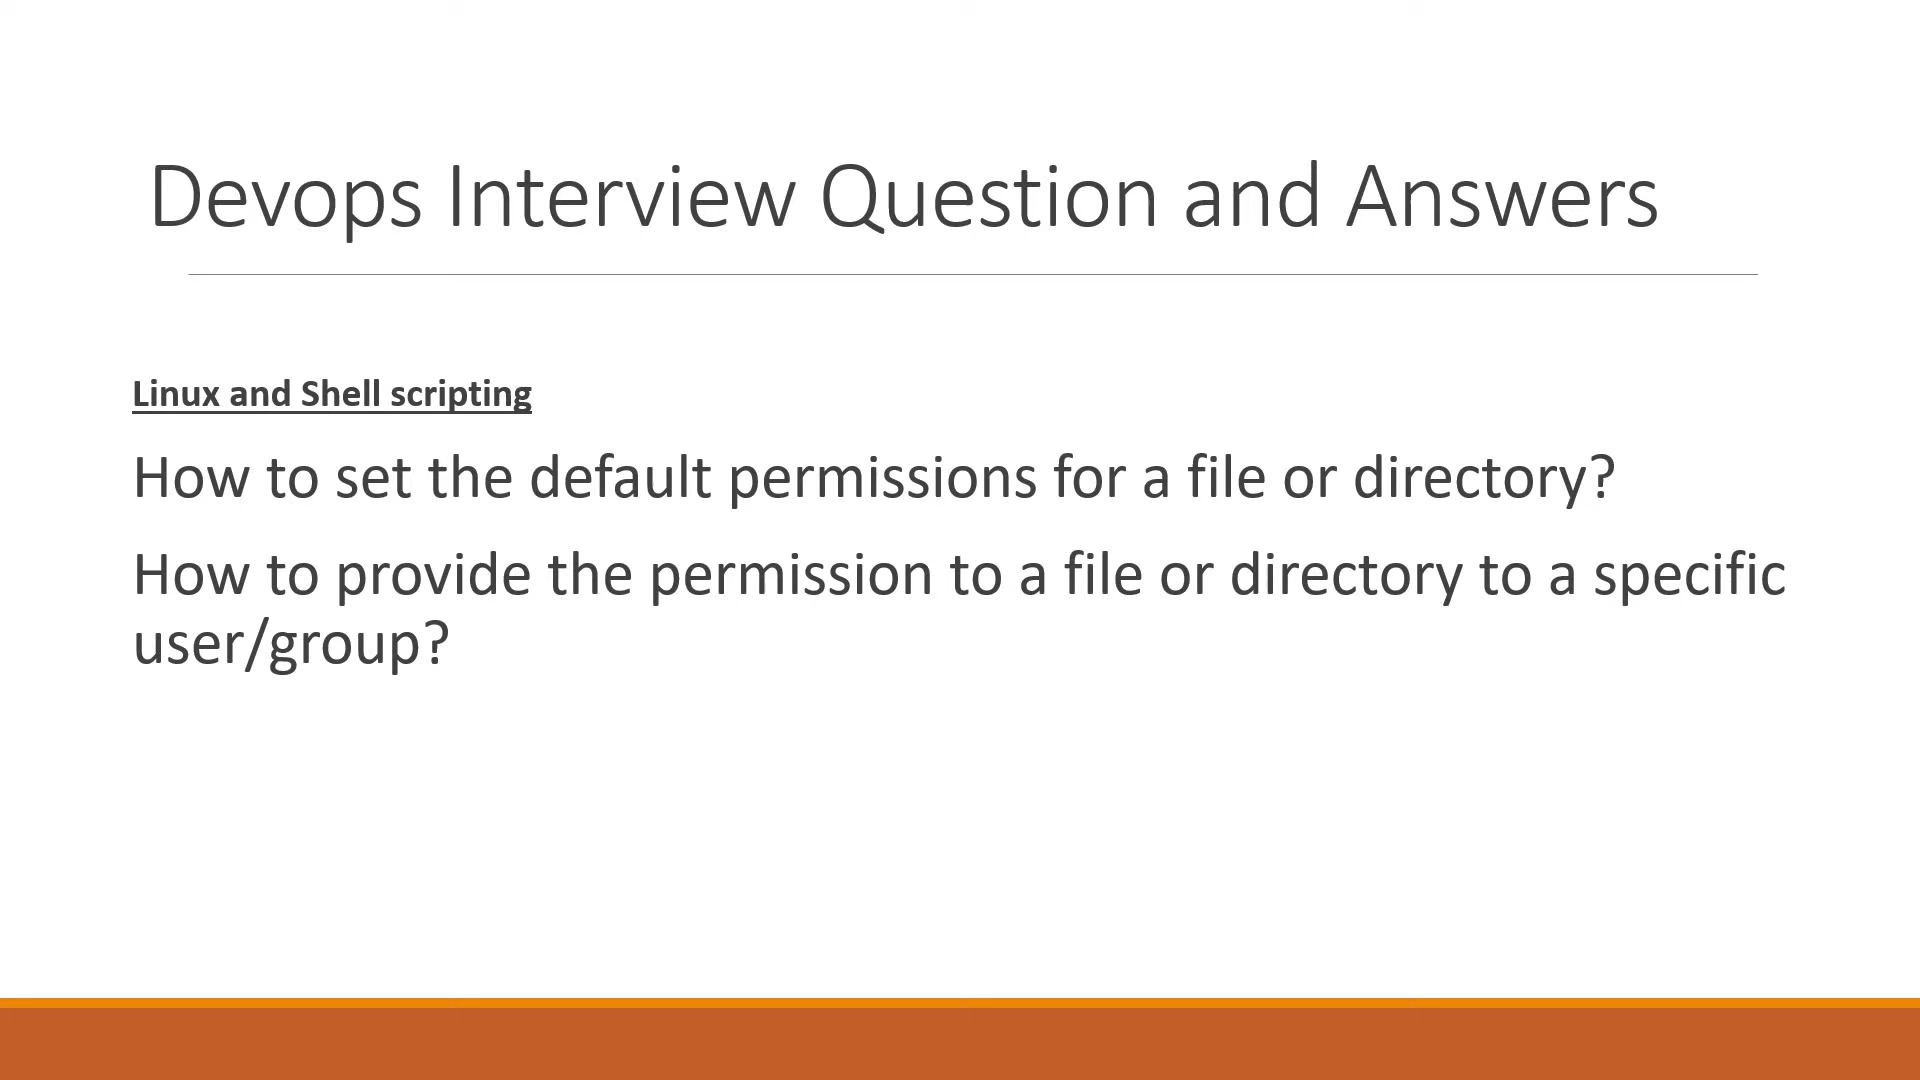 Devops Interview Question and Answers
Linux and Shell scripting
How to set the default permissions for a file or directory?
How to provide the permission to a file or directory to a specific
user/group?